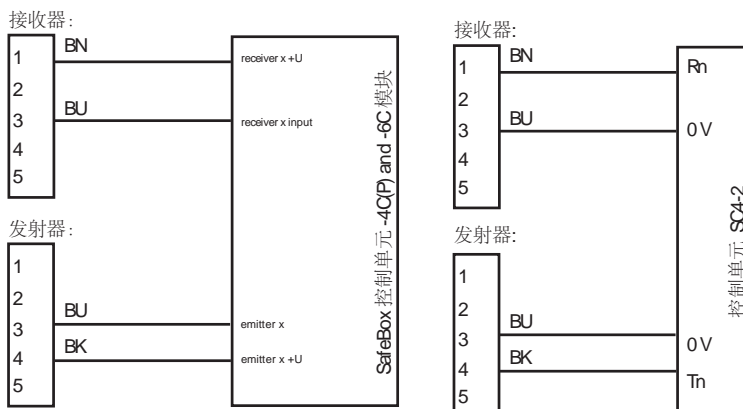 接收器:
1 BN receiver x +U
2
3 BU receiver x input
4
5
发射器:
1
2
3 BU emitter x
4 BK emitter x +U
5
SafeBox 控制单元 -4C(P) and -6C 模块
接收器:
1 BN Rn
2
3 BU 0 V
4
5
发射器:
1
2
3 BU 0 V
4 BK Tn
5
控制单元 SC4-2